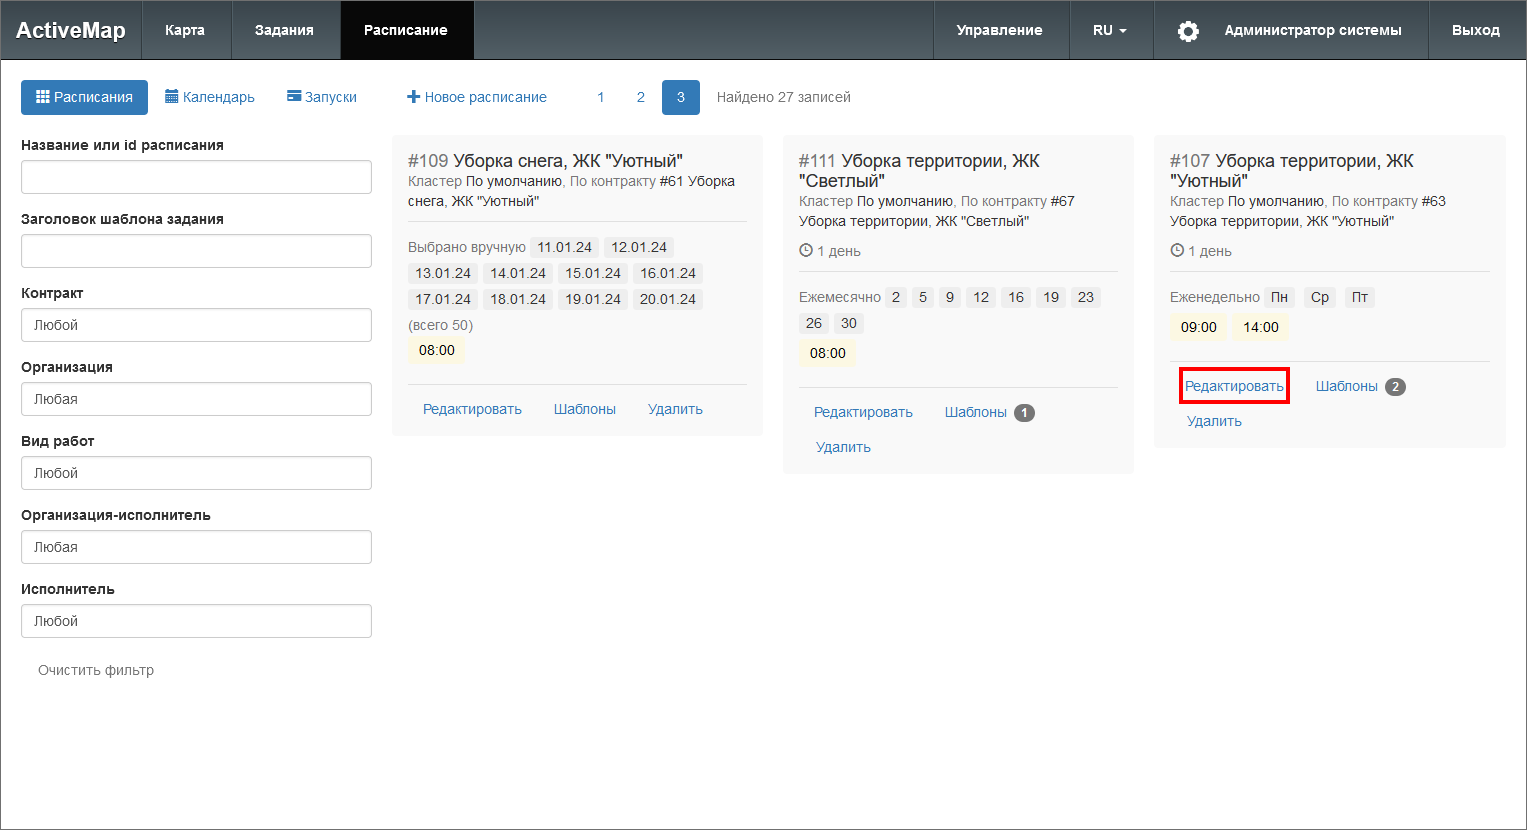 ActiveMap
Карта
Задания
Расписание
Управление
RU
Администратор системы
Выход
Расписания
Календарь
Запуски
Новое расписание
1
2
3
Найдено 27 записей
Название или id расписания
Заголовок шаблона задания
Контракт
Любой
Организация
Любая
Вид работ
Любой
Организация-исполнитель
Любая
Исполнитель
Любой
Очистить фильтр
#109 Уборка снега, ЖК "Уютный"
Кластер По умолчанию, По контракту #61 Уборка
снега, ЖК "Уютный"
Выбрано вручную 11.01.24 12.01.24
13.01.24 14.01.24 15.01.24 16.01.24
17.01.24 18.01.24 19.01.24 20.01.24
(всего 50)
08:00
Редактировать Шаблоны Удалить
#111 Уборка территории, ЖК
"Светлый"
Кластер По умолчанию, По контракту #67
Уборка территории, ЖК "Светлый"
1 день
Ежемесячно 2 5 9 12 16 19 23
26 30
08:00
Редактировать Шаблоны 1
Удалить
#107 Уборка территории, ЖК
"Уютный"
Кластер По умолчанию, По контракту #63
Уборка территории, ЖК "Уютный"
1 день
Еженедельно Пн Ср Пт
09:00 14:00
Редактировать Шаблоны 2
Удалить